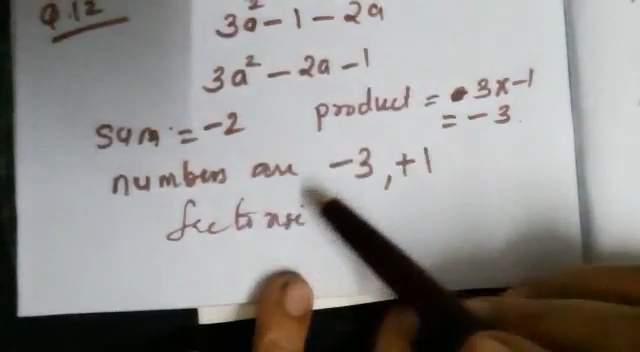 Q.12
3a² - 1 - 2a
3a² - 2a - 1
Sum = -2 product = 3x-1
= -3.
numbers are -3, +1